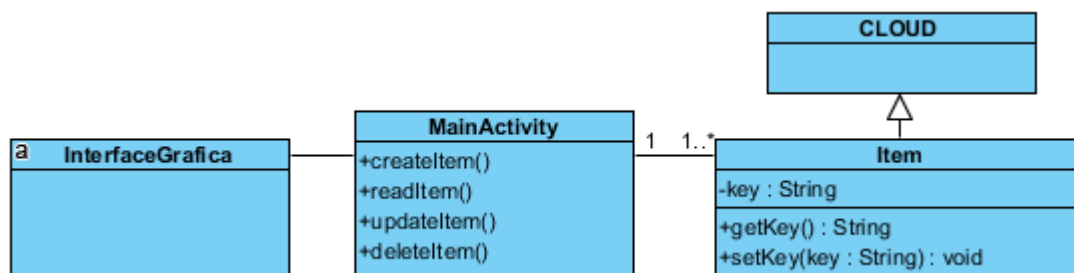 CLOUD
a
InterfaceGrafica
MainActivity
+createItem()
+readItem()
+updateItem()
+deleteItem()
1 1..*
Item
-key : String
+getKey() : String
+setKey(key : String) : void